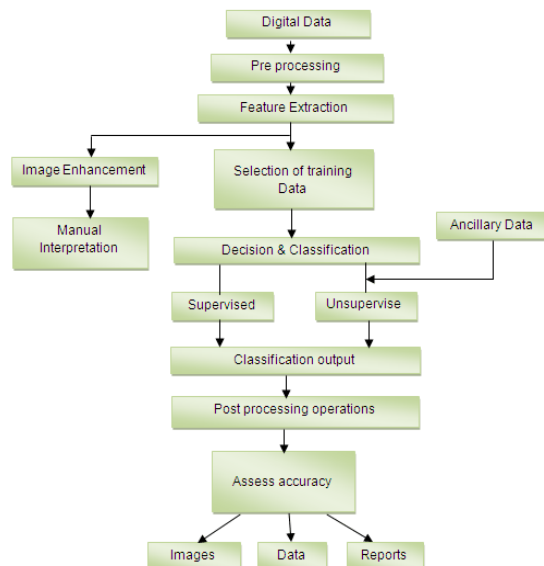 Digital Data
Pre processing
Feature Extraction
Image Enhancement
Selection of training
Data
Manual
Interpretation
Ancillary Data
Decision & Classification
Supervised
Unsupervise
Classification output
Post processing operations
Assess accuracy
Images
Data
Reports